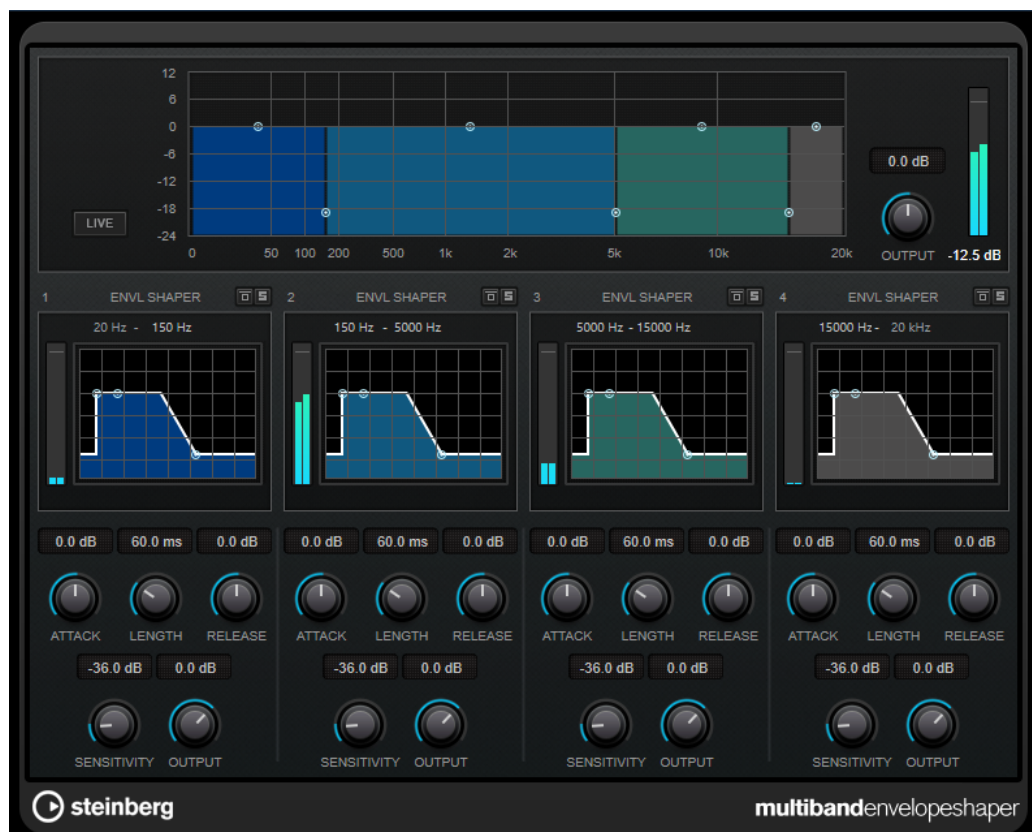 12
6
0
-6
-12
-18
-24
LIVE
0 50 100 200 500 1k 2k 5k 10k 20k
0.0 dB
OUTPUT -12.5 dB
1 ENVL SHAPER S 2 ENVL SHAPER S 3 ENVL SHAPER S 4 ENVL SHAPER S
20 Hz - 150 Hz 150 Hz - 5000 Hz 5000 Hz - 15000 Hz 15000 Hz - 20 kHz
0.0 dB 60.0 ms 0.0 dB 0.0 dB 60.0 ms 0.0 dB 0.0 dB 60.0 ms 0.0 dB 0.0 dB 60.0 ms 0.0 dB
ATTACK LENGTH RELEASE ATTACK LENGTH RELEASE ATTACK LENGTH RELEASE ATTACK LENGTH RELEASE
-36.0 dB 0.0 dB -36.0 dB 0.0 dB -36.0 dB 0.0 dB -36.0 dB 0.0 dB
SENSITIVITY OUTPUT SENSITIVITY OUTPUT SENSITIVITY OUTPUT SENSITIVITY OUTPUT
steinberg multibandenvelopeshaper